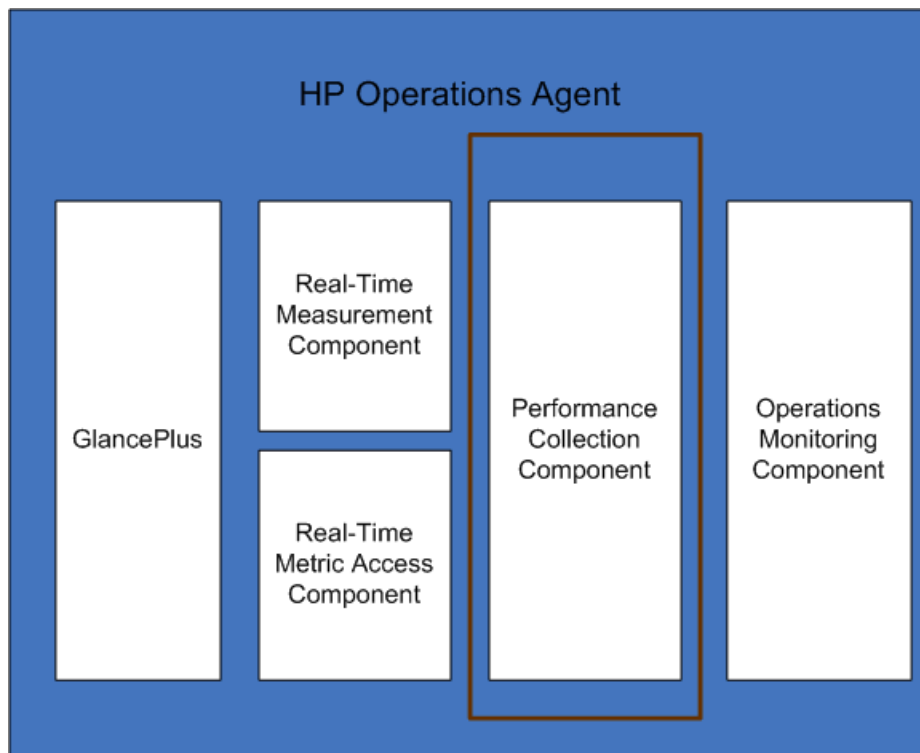 HP Operations Agent
GlancePlus
Real-Time
Measurement
Component
Real-Time
Metric Access
Component
Performance
Collection
Component
Operations
Monitoring
Component